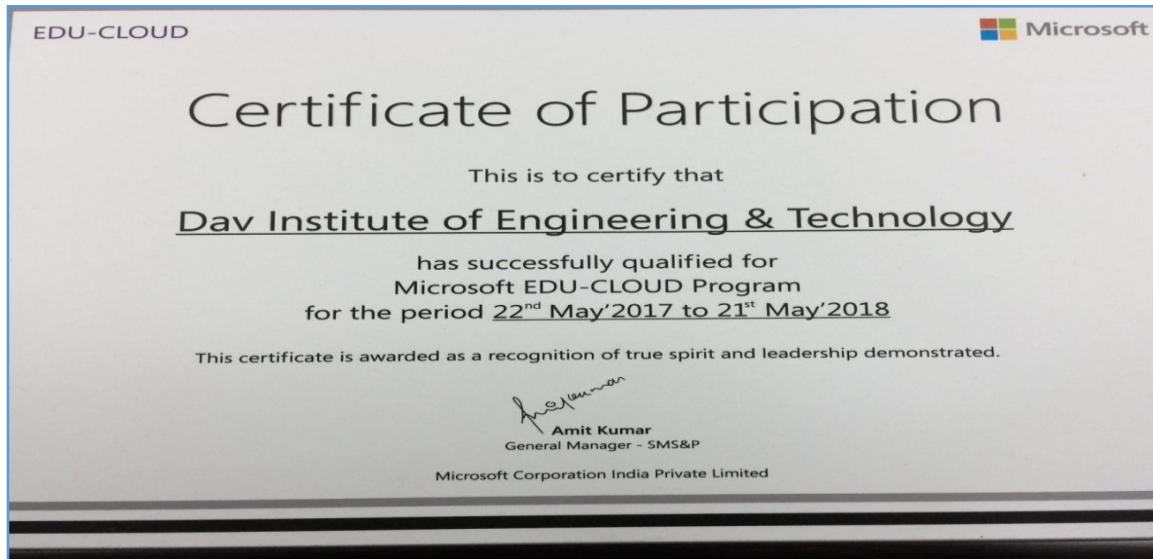 EDU-CLOUD
Microsoft
Certificate of Participation
This is to certify that
Dav Institute of Engineering & Technology
has successfully qualified for
Microsoft EDU-CLOUD Program
for the period 22nd May'2017 to 21st May'2018
This certificate is awarded as a recognition of true spirit and leadership demonstrated.
Amit Kumar
General Manager - SMS&P
Microsoft Corporation India Private Limited